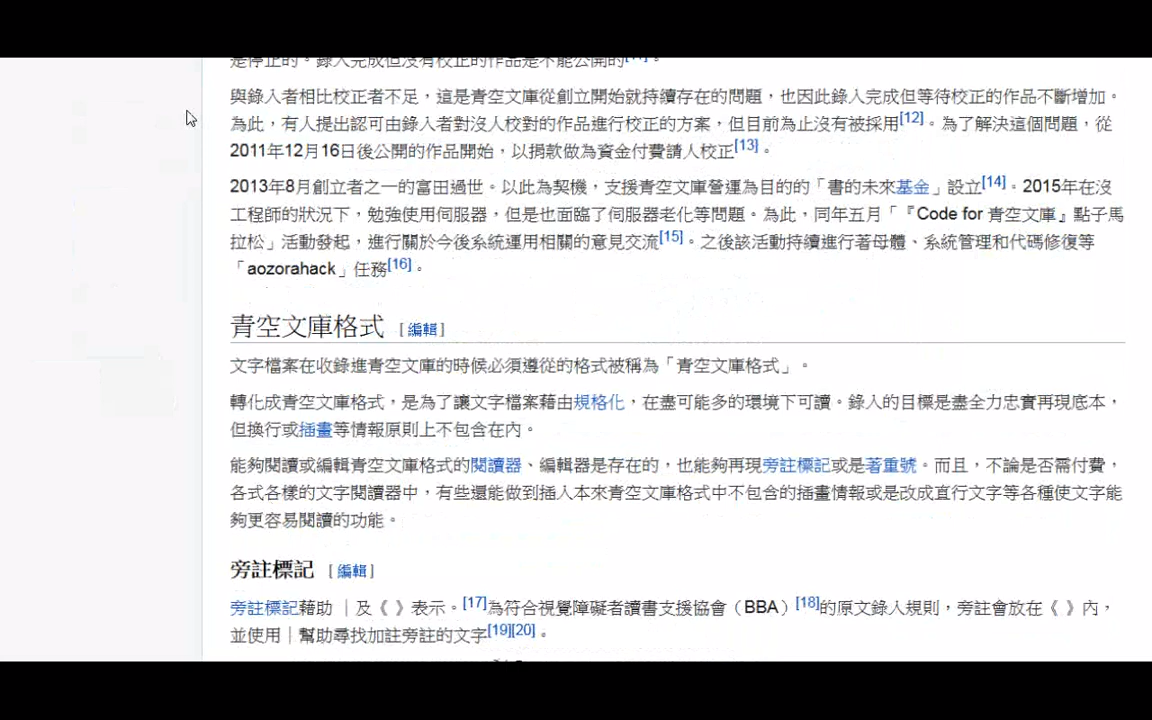 是停止的。錄入完成但沒有校正的作品是不能公開的[11]。
與錄入者相比校正者不足，這是青空文庫從創立開始就持續存在的問題，也因此錄入完成但等待校正的作品不斷增加。
為此，有人提出認可由錄入者對沒人校對的作品進行校正的方案，但目前為止沒有被採用[12]。為了解決這個問題，從
2011年12月16日後公開的作品開始，以捐款做為資金付費請人校正[13]。
2013年8月創立者之一的富田過世。以此為契機，支援青空文庫營運為目的的「書的未來基金」設立[14]。2015年在沒
工程師的狀況下，勉強使用伺服器，但是也面臨了伺服器老化等問題。為此，同年五月「『Code for 青空文庫』點子馬
拉松」活動發起，進行關於今後系統運用相關的意見交流[15]。之後該活動持續進行著母體、系統管理和代碼修復等
「aozorahack」任務[16]。
青空文庫格式 [編輯]
文字檔案在收錄進青空文庫的時候必須遵從的格式被稱為「青空文庫格式」。
轉化成青空文庫格式，是為了讓文字檔案藉由規格化，在盡可能多的環境下可讀。錄入的目標是盡全力忠實再現底本，
但換行或插畫等情報原則上不包含在內。
能夠閱讀或編輯青空文庫格式的閱讀器、編輯器是存在的，也能夠再現旁註標記或是著重號。而且，不論是否需付費，
各式各樣的文字閱讀器中，有些還能做到插入本來青空文庫格式中不包含的插畫情報或是改成直行文字等各種使文字能
夠更容易閱讀的功能。
旁註標記 [編輯]
旁註標記藉助｜及《 》表示。[17]為符合視覺障礙者讀書支援協會（BBA）[18]的原文錄入規則，旁註會放在《 》內，
並使用｜幫助尋找加註旁註的文字[19][20]。